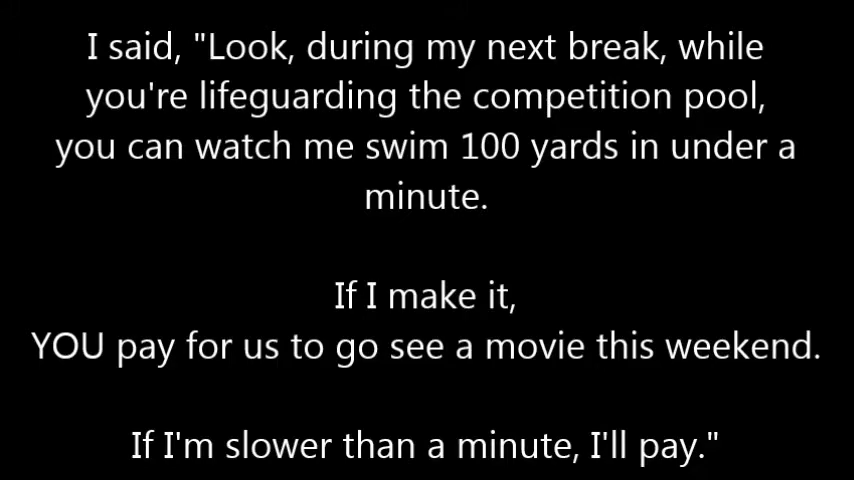 I said, "Look, during my next break, while
you're lifeguarding the competition pool,
you can watch me swim 100 yards in under a
minute.
If I make it,
YOU pay for us to go see a movie this weekend.
If I'm slower than a minute, I'll pay."